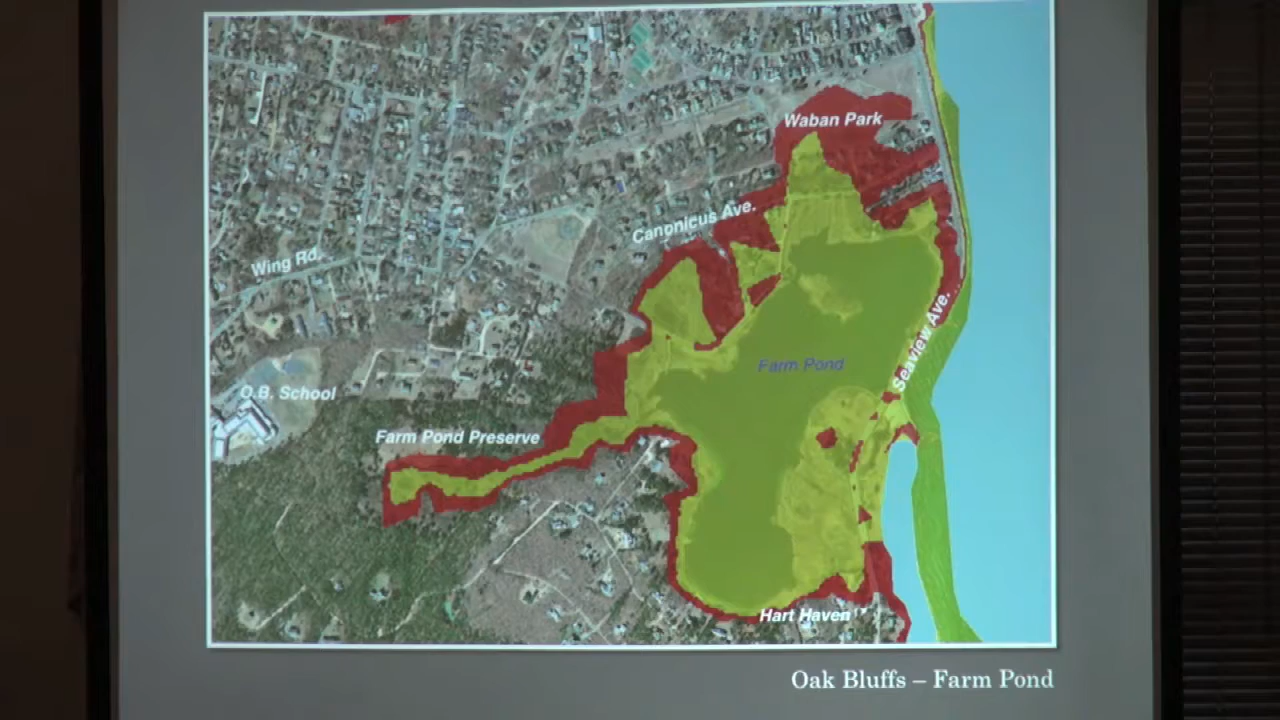 Waban Park
Canonicus Ave.
Wing Rd.
Seaview Ave.
Farm Pond
O.B. School
Farm Pond Preserve
Hart Haven
Oak Bluffs – Farm Pond